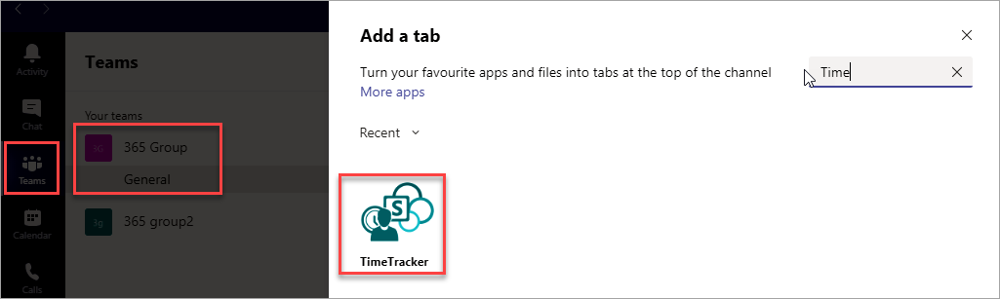 Activity
Chat
Teams
Calendar
Calls
Teams
Your teams
36
365 Group
General
3g
365 group2
Add a tab
Turn your favourite apps and files into tabs at the top of the channel
More apps
Time
Recent
S
TimeTracker